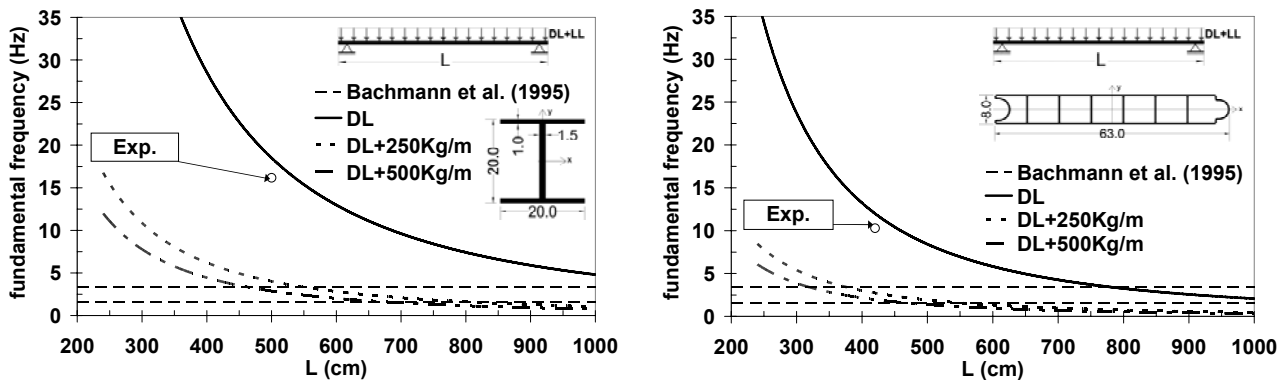 fundamental frequency (Hz)
35
30
25
20
15
10
5
0
DL+LL
L
Bachmann et al. (1995)
DL
DL+250Kg/m
DL+500Kg/m
Exp.
y
1.5
1.0
x
20.0
20.0
200 300 400 500 600 700 800 900 1000
L (cm)
fundamental frequency (Hz)
35
30
25
20
15
10
5
0
DL+LL
L
y
8.0
x
63.0
Bachmann et al. (1995)
DL
DL+250Kg/m
DL+500Kg/m
Exp.
200 300 400 500 600 700 800 900 1000
L (cm)